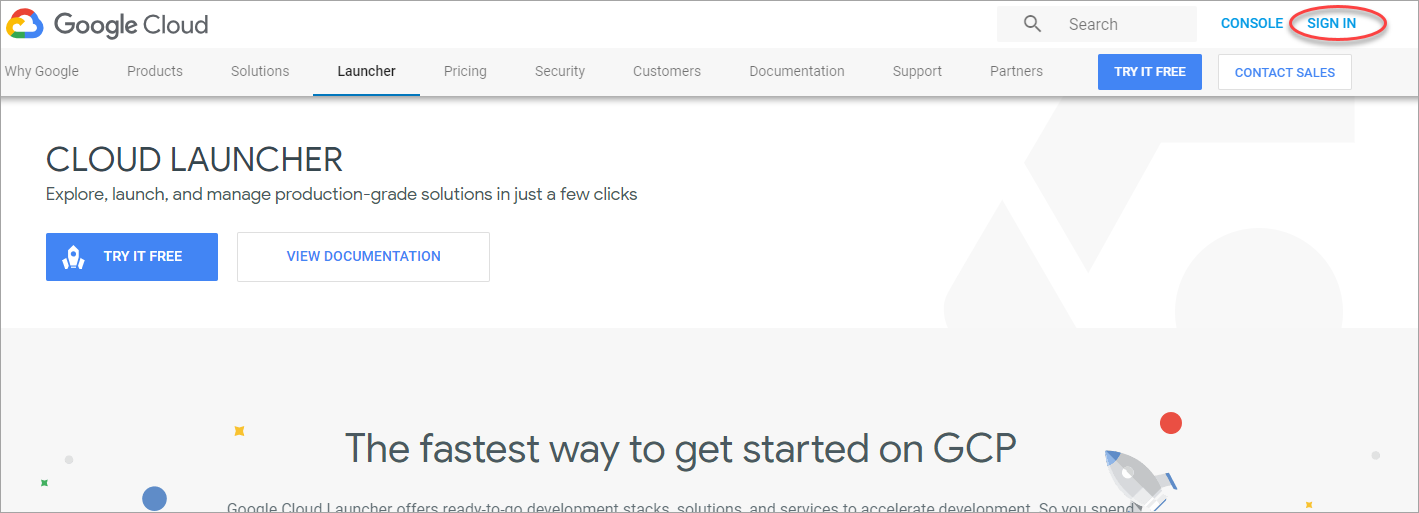 Google Cloud
Search
CONSOLE
SIGN IN
Why Google
Products
Solutions
Launcher
Pricing
Security
Customers
Documentation
Support
Partners
TRY IT FREE
CONTACT SALES
CLOUD LAUNCHER
Explore, launch, and manage production-grade solutions in just a few clicks
TRY IT FREE
VIEW DOCUMENTATION
The fastest way to get started on GCP
Google Cloud Launcher offers ready-to-go development stacks, solutions, and services to accelerate development. So you spend